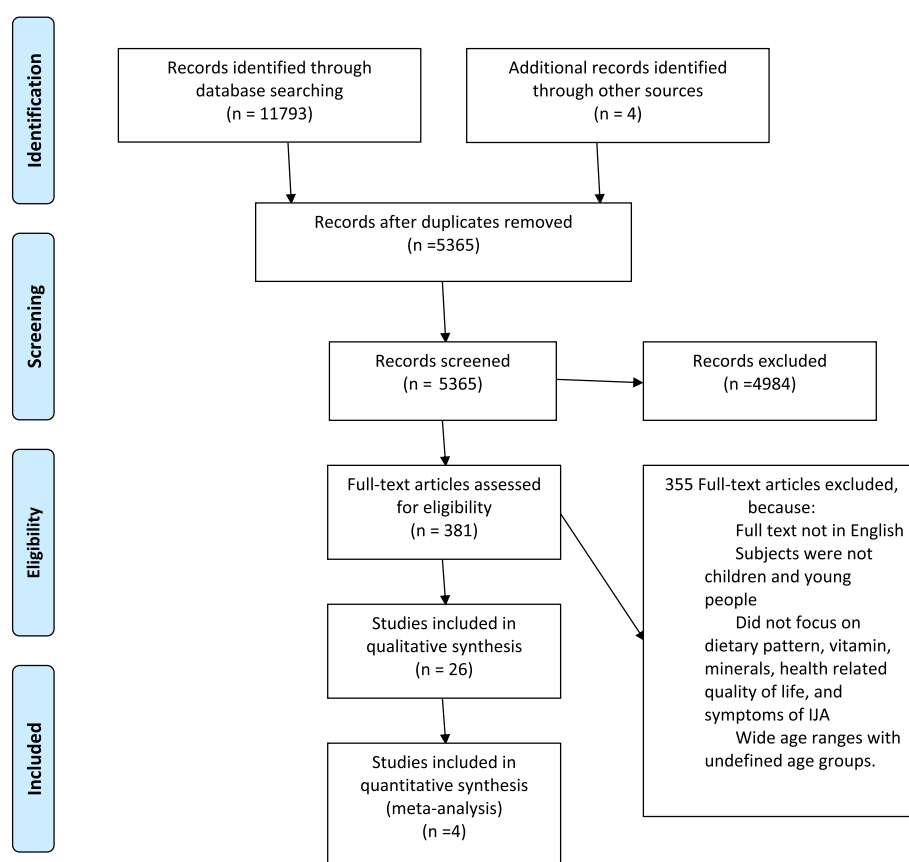 Identification
Records identified through
database searching
(n = 11793)
Additional records identified
through other sources
(n = 4)
Records after duplicates removed
(n =5365)
Screening
Records screened
(n = 5365)
Records excluded
(n =4984)
Eligibility
Full-text articles assessed
for eligibility
(n = 381)
355 Full-text articles excluded,
because:
Full text not in English
Subjects were not
children and young
people
Did not focus on
dietary pattern, vitamin,
minerals, health related
quality of life, and
symptoms of IJA
Wide age ranges with
undefined age groups.
Studies included in
qualitative synthesis
(n = 26)
Included
Studies included in
quantitative synthesis
(meta-analysis)
(n =4)